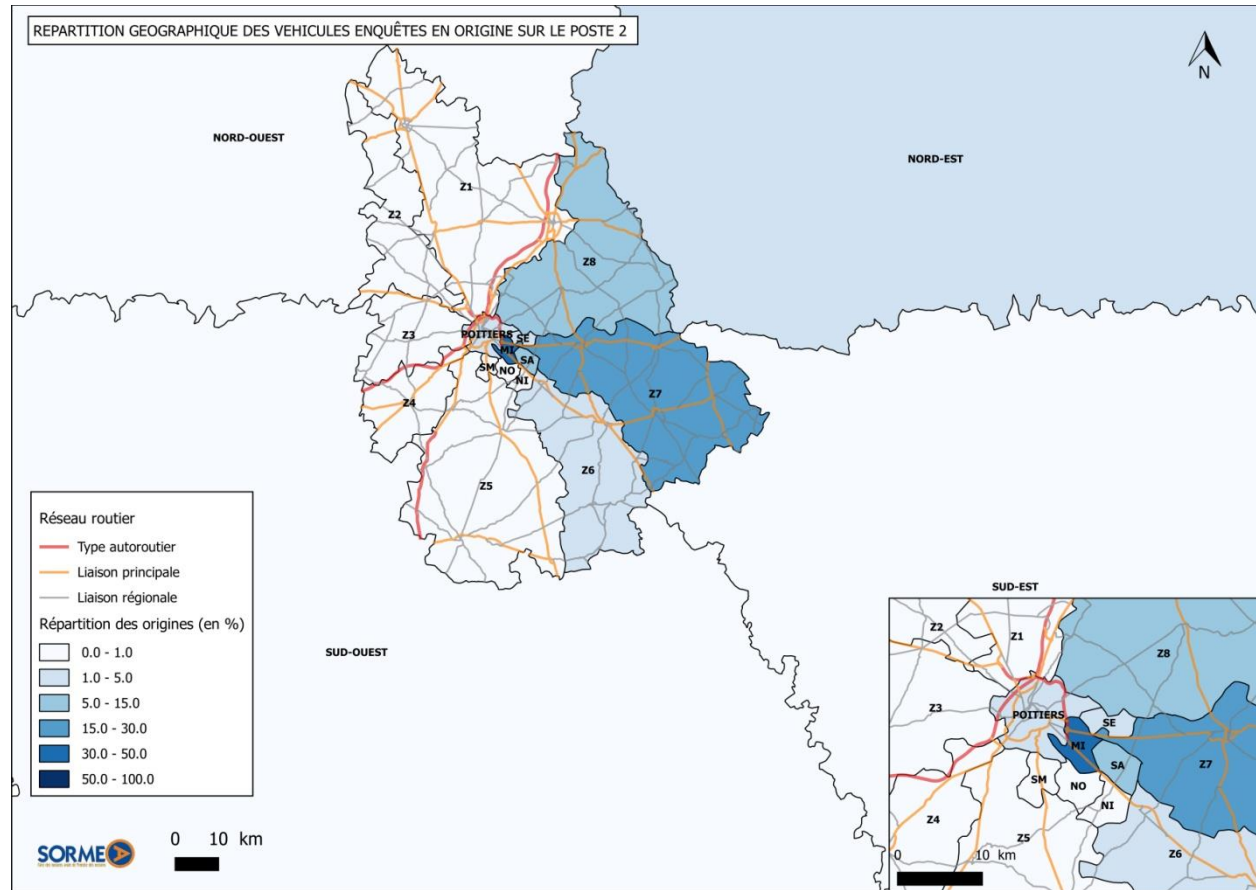 REPARTITION GEOGRAPHIQUE DES VEHICULES ENQUÊTES EN ORIGINE SUR LE POSTE 2
N
NORD-OUEST
NORD-EST
Z1
Z2
Z8
Z3
POITIERS
SE
MI
SA
SM
NO
NI
Z4
Z7
Z6
Z5
SUD-OUEST
SUD-EST
Réseau routier
Type autoroutier
Liaison principale
Liaison régionale
Répartition des origines (en %)
0.0 - 1.0
1.0 - 5.0
5.0 - 15.0
15.0 - 30.0
30.0 - 50.0
50.0 - 100.0
SORMEA
0 10 km
Z2
Z1
Z8
Z3
POITIERS
SE
MI
SA
Z7
SM
NO
NI
Z4
Z5
Z6
0 10 km